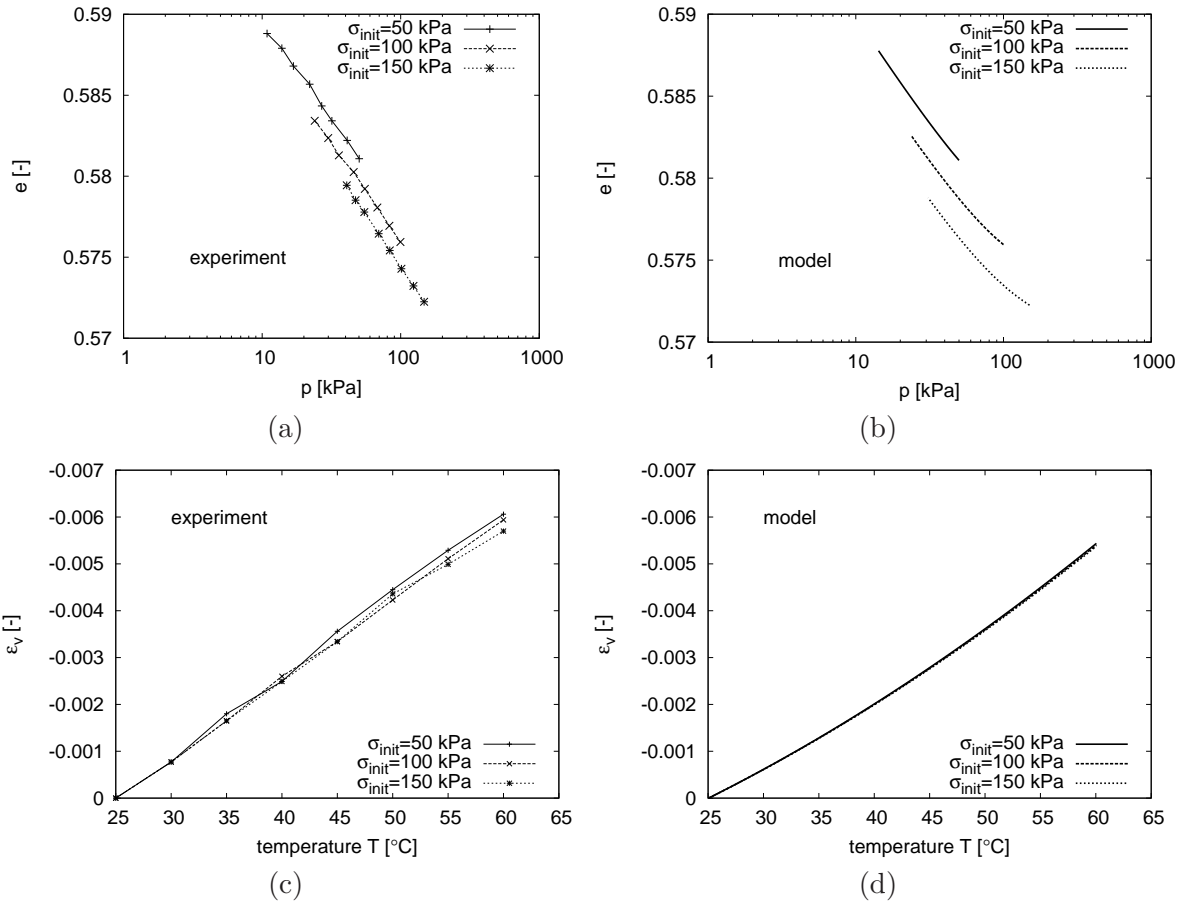 0.59
0.585
0.58
0.575
0.57
e [-]
σinit=50 kPa
σinit=100 kPa
σinit=150 kPa
experiment
1
10
100
1000
p [kPa]
(a)
0.59
0.585
0.58
0.575
0.57
e [-]
σinit=50 kPa
σinit=100 kPa
σinit=150 kPa
model
1
10
100
1000
p [kPa]
(b)
-0.007
-0.006
-0.005
-0.004
-0.003
-0.002
-0.001
0
εv [-]
experiment
σinit=50 kPa
σinit=100 kPa
σinit=150 kPa
25
30
35
40
45
50
55
60
65
temperature T [°C]
(c)
-0.007
-0.006
-0.005
-0.004
-0.003
-0.002
-0.001
0
εv [-]
model
σinit=50 kPa
σinit=100 kPa
σinit=150 kPa
25
30
35
40
45
50
55
60
65
temperature T [°C]
(d)